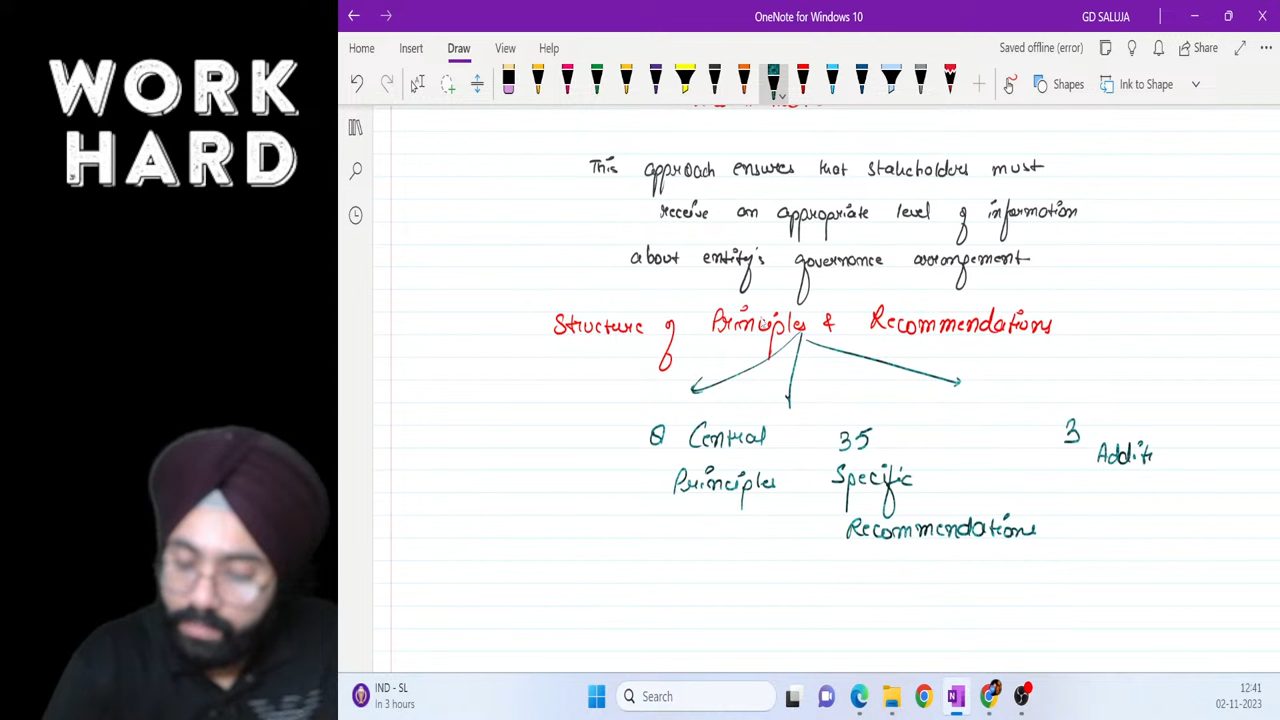 WORK
HARD
OneNote for Windows 10
GD SALUJA
Home
Insert
Draw
View
Help
Saved offline (error)
Share
Shapes
Ink to Shape
This approach ensures that stakeholders must
receive an appropriate level of information
about entity's governance arrangement
Structure of Principles & Recommendations
8 Central
Principles
35
Specific
Recommendations
3
Additi
IND - SL
In 3 hours
Search
12:41
02-11-2023